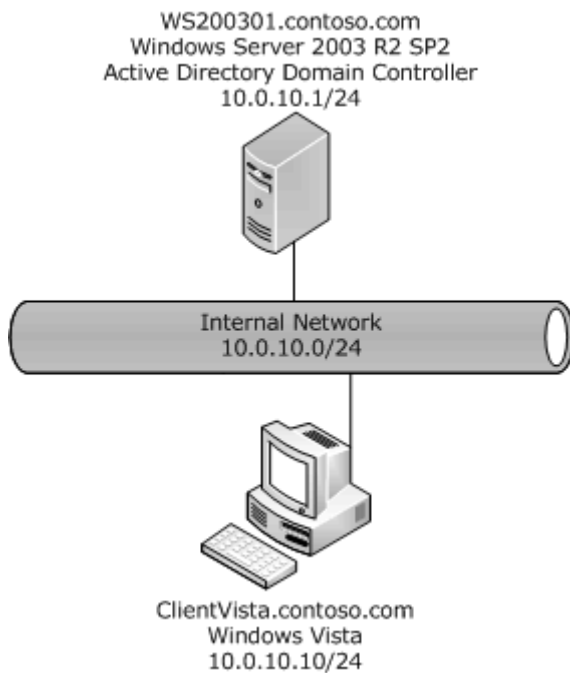 WS200301.contoso.com
Windows Server 2003 R2 SP2
Active Directory Domain Controller
10.0.10.1/24
Internal Network
10.0.10.0/24
ClientVista.contoso.com
Windows Vista
10.0.10.10/24